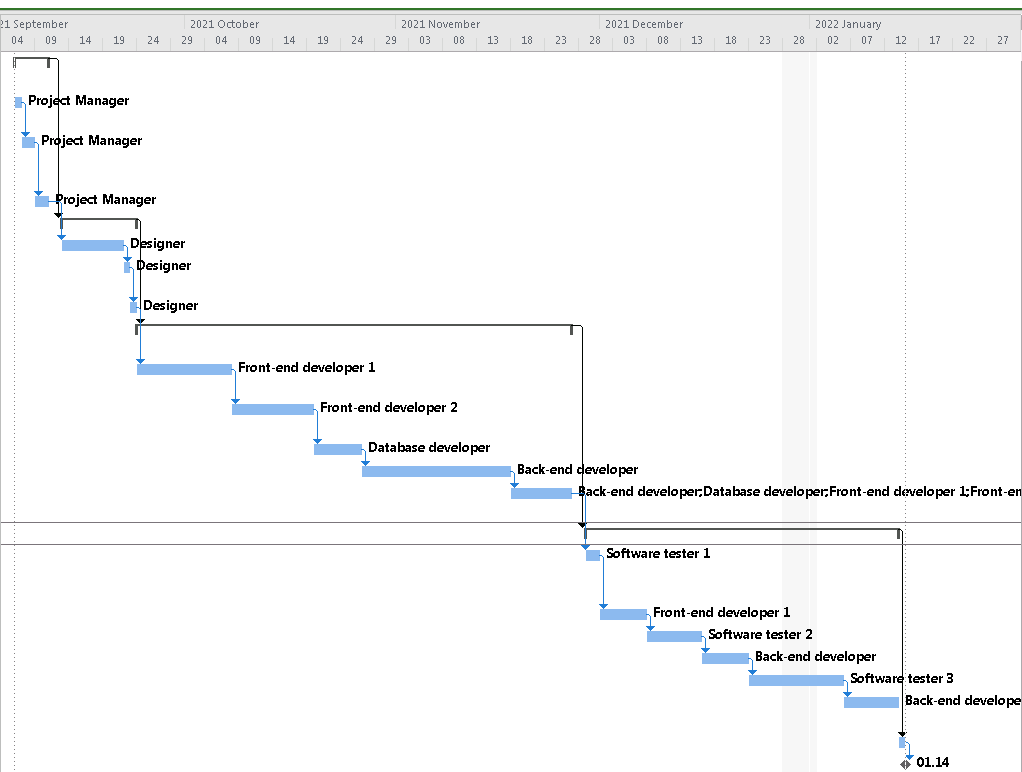 21 September 2021 October 2021 November 2021 December 2022 January
04 09 14 19 24 29 04 09 14 19 24 29 03 08 13 18 23 28 03 08 13 18 23 28 02 07 12 17 22 27
Project Manager
Project Manager
Project Manager
Designer
Designer
Designer
Front-end developer 1
Front-end developer 2
Database developer
Back-end developer
Back-end developer;Database developer;Front-end developer 1;Front-en
Software tester 1
Front-end developer 1
Software tester 2
Back-end developer
Software tester 3
Back-end develope
01.14